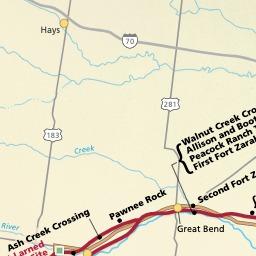 Hays
70
281
183
Walnut Creek Cro
Allison and Boot
Peacock Ranch T
First Fort Zaral
Creek
Pawnee Rock
Second Fort Z
Ash Creek Crossing
River
Great Bend
Larned
Site